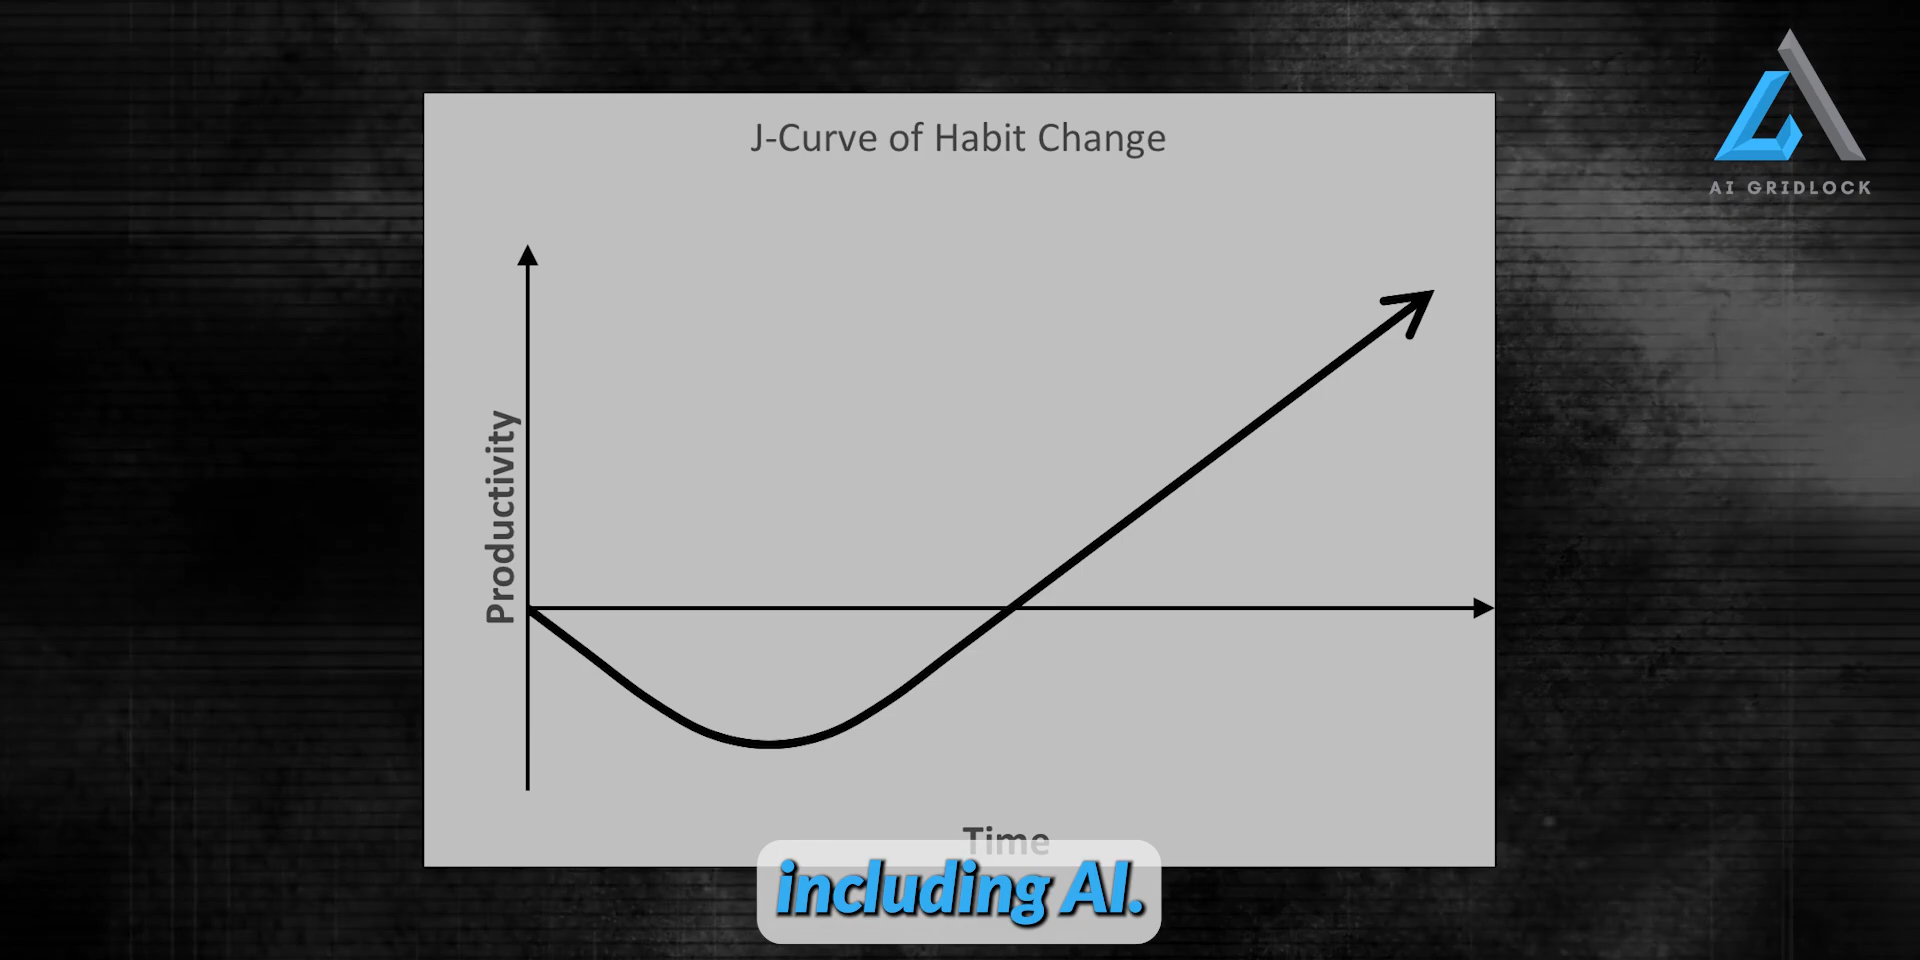 J-Curve of Habit Change
AI GRIDLOCK
Productivity
Time
including AI.